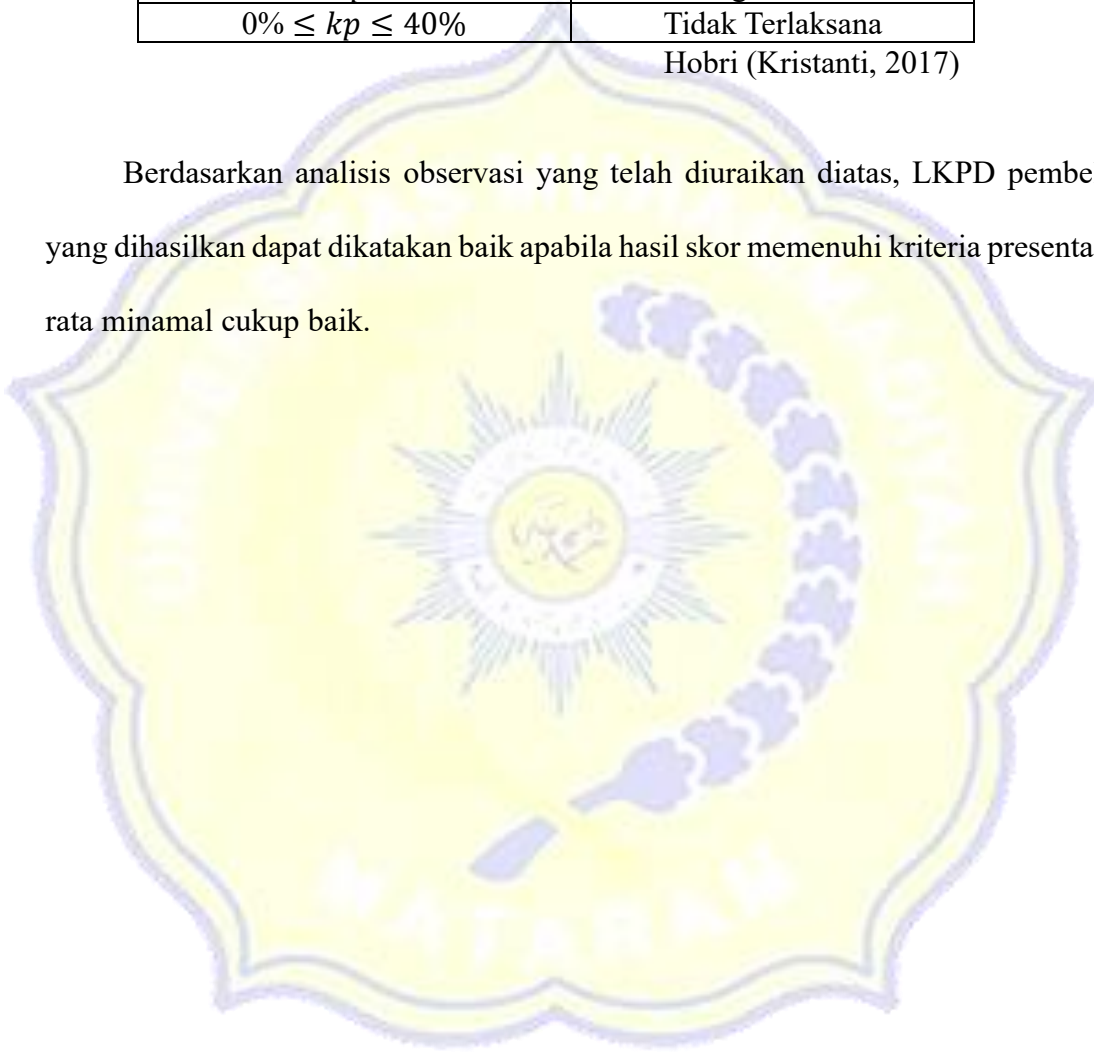 0% ≤ kp ≤ 40% Tidak Terlaksana
Hobri (Kristanti, 2017)
Berdasarkan analisis observasi yang telah diuraikan diatas, LKPD pembe
yang dihasilkan dapat dikatakan baik apabila hasil skor memenuhi kriteria presenta
rata minamal cukup baik.
MATARAM